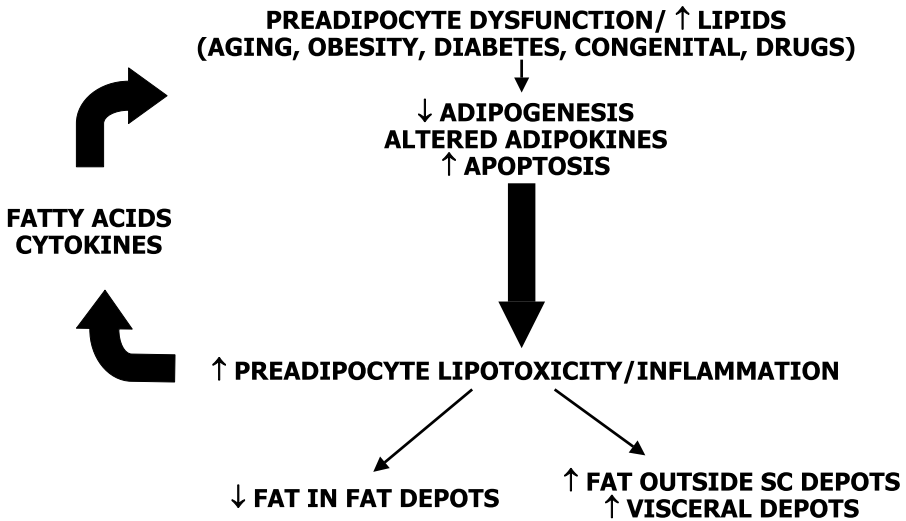 PREADIPOCYTE DYSFUNCTION/ ↑ LIPIDS
(AGING, OBESITY, DIABETES, CONGENITAL, DRUGS)
↓ ADIPOGENESIS
ALTERED ADIPOKINES
↑ APOPTOSIS
FATTY ACIDS
CYTOKINES
↑ PREADIPOCYTE LIPOTOXICITY/INFLAMMATION
↓ FAT IN FAT DEPOTS
↑ FAT OUTSIDE SC DEPOTS
↑ VISCERAL DEPOTS